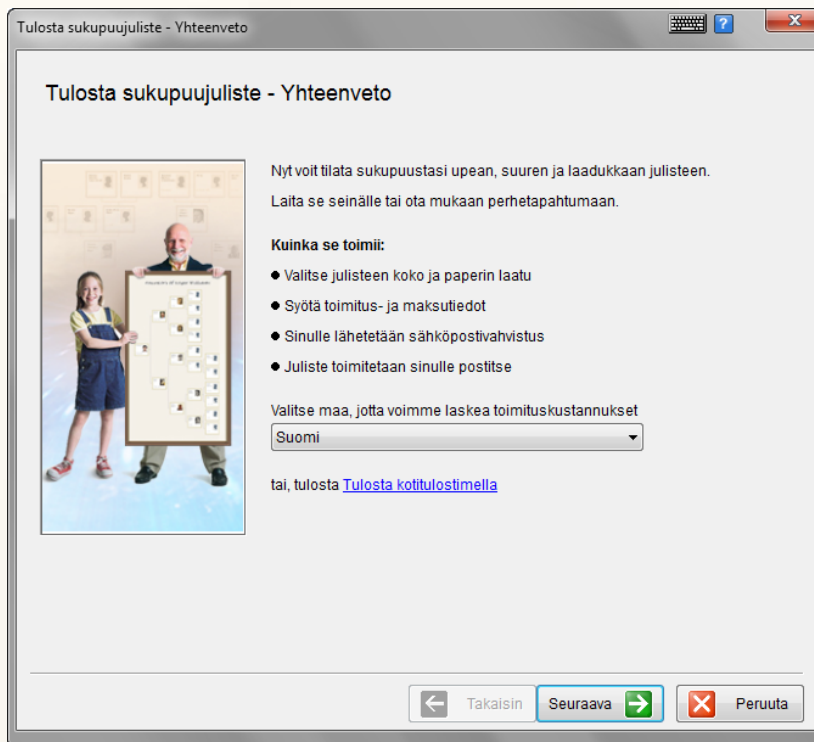 Tulosta sukupuujuliste - Yhteenveto
Tulosta sukupuujuliste - Yhteenveto
Nyt voit tilata sukupuustasi upean, suuren ja laadukkaan julisteen.
Laita se seinälle tai ota mukaan perhetapahtumaan.
Kuinka se toimii:
● Valitse julisteen koko ja paperin laatu
● Syötä toimitus- ja maksutiedot
● Sinulle lähetetään sähköpostivahvistus
● Juliste toimitetaan sinulle postitse
Valitse maa, jotta voimme laskea toimituskustannukset
Suomi
tai, tulosta Tulosta kotitulostimella
Takaisin Seuraava Peruuta